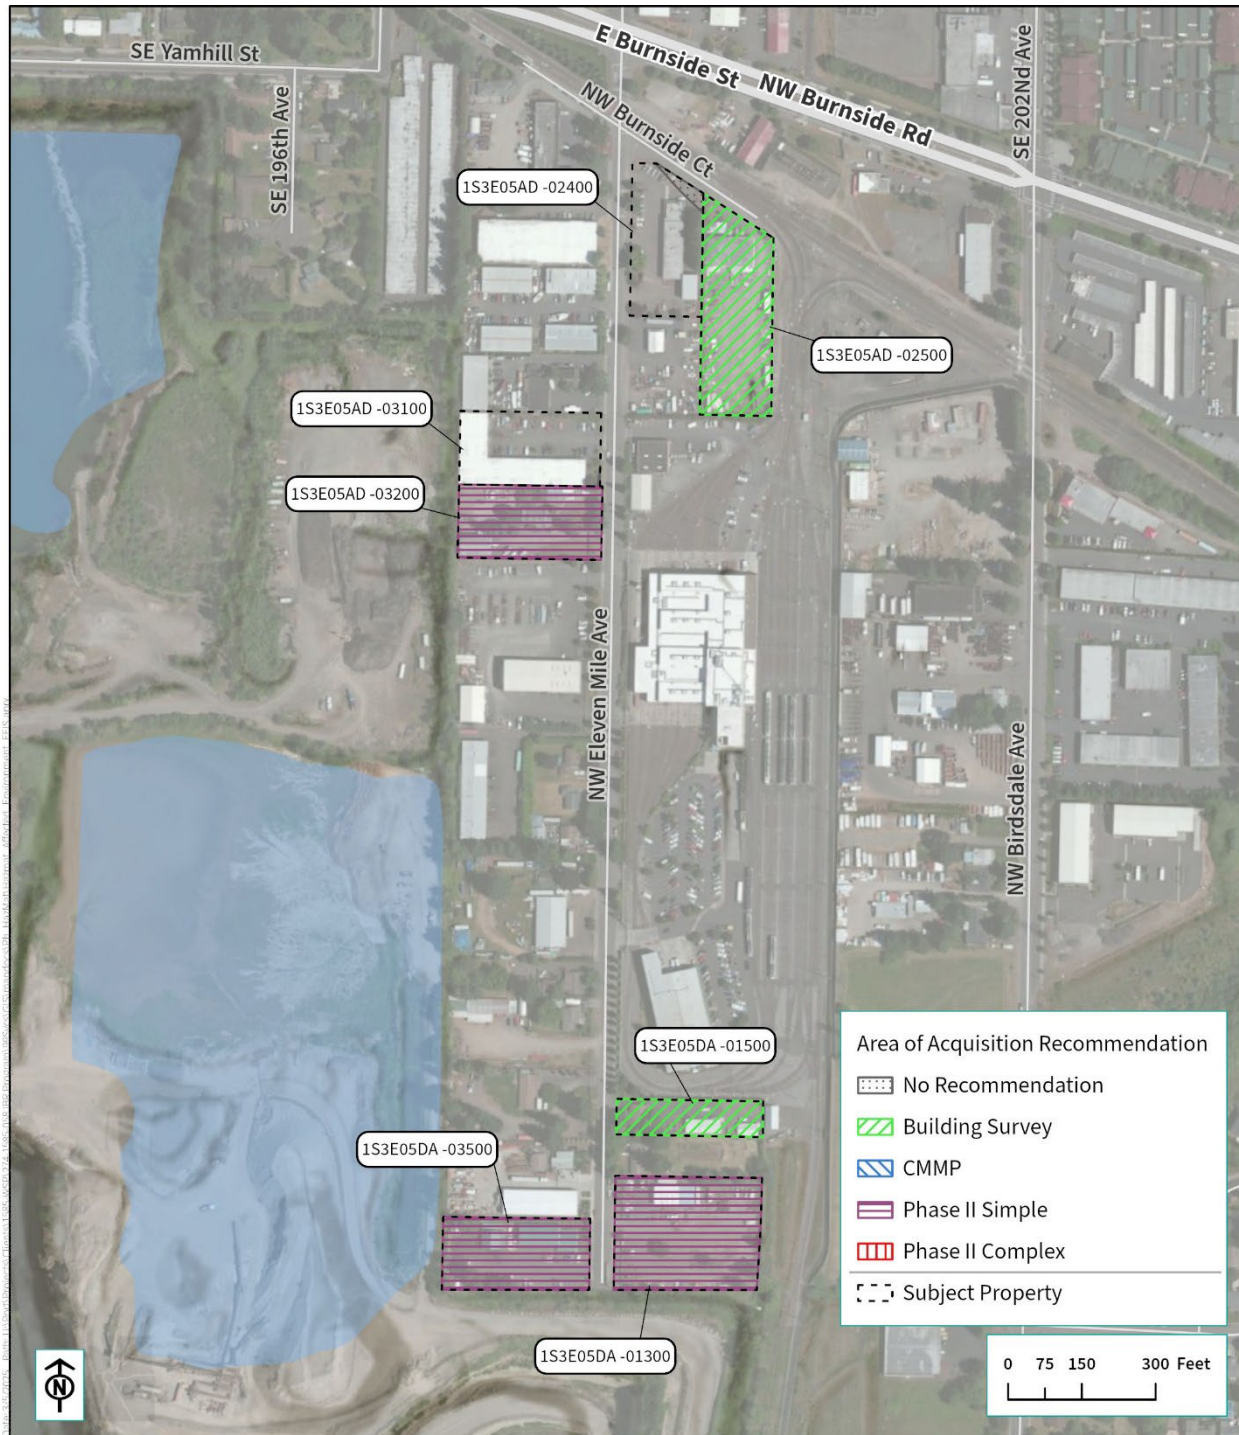 SE Yamhill St
SE 196th Ave
E Burnside St
NW Burnside Rd
NW Burnside Ct
SE 202Nd Ave
1S3E05AD -02400
1S3E05AD -02500
1S3E05AD -03100
1S3E05AD -03200
NW Eleven Mile Ave
NW Birdsdale Ave
1S3E05DA -01500
1S3E05DA -03500
1S3E05DA -01300
Area of Acquisition Recommendation
No Recommendation
Building Survey
CMMP
Phase II Simple
Phase II Complex
Subject Property
0 75 150 300 Feet
N